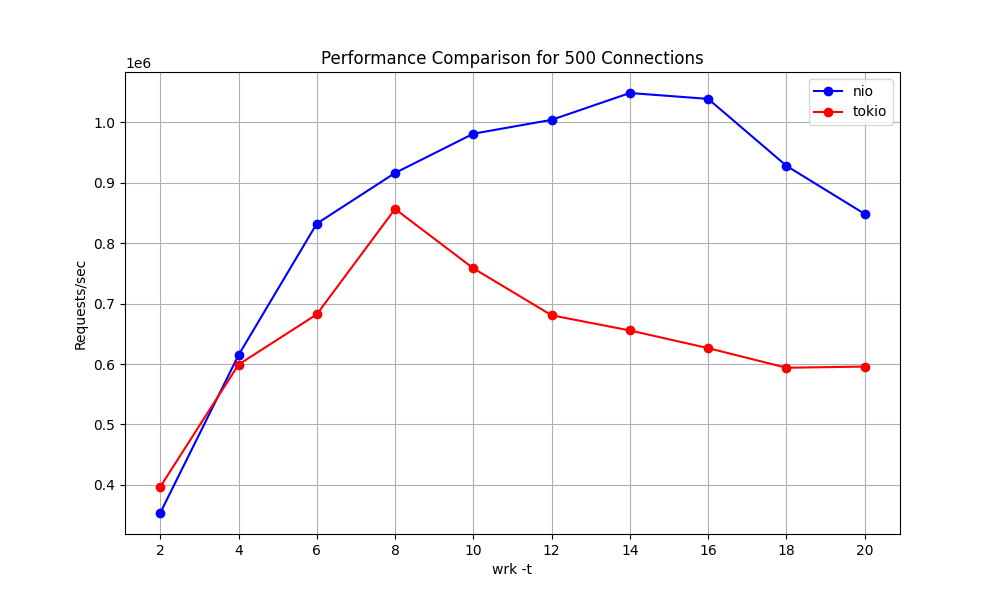 Performance Comparison for 500 Connections
1e6
nio
tokio
1.0
0.9
0.8
0.7
0.6
0.5
0.4
Requests/sec
2 4 6 8 10 12 14 16 18 20
wrk -t